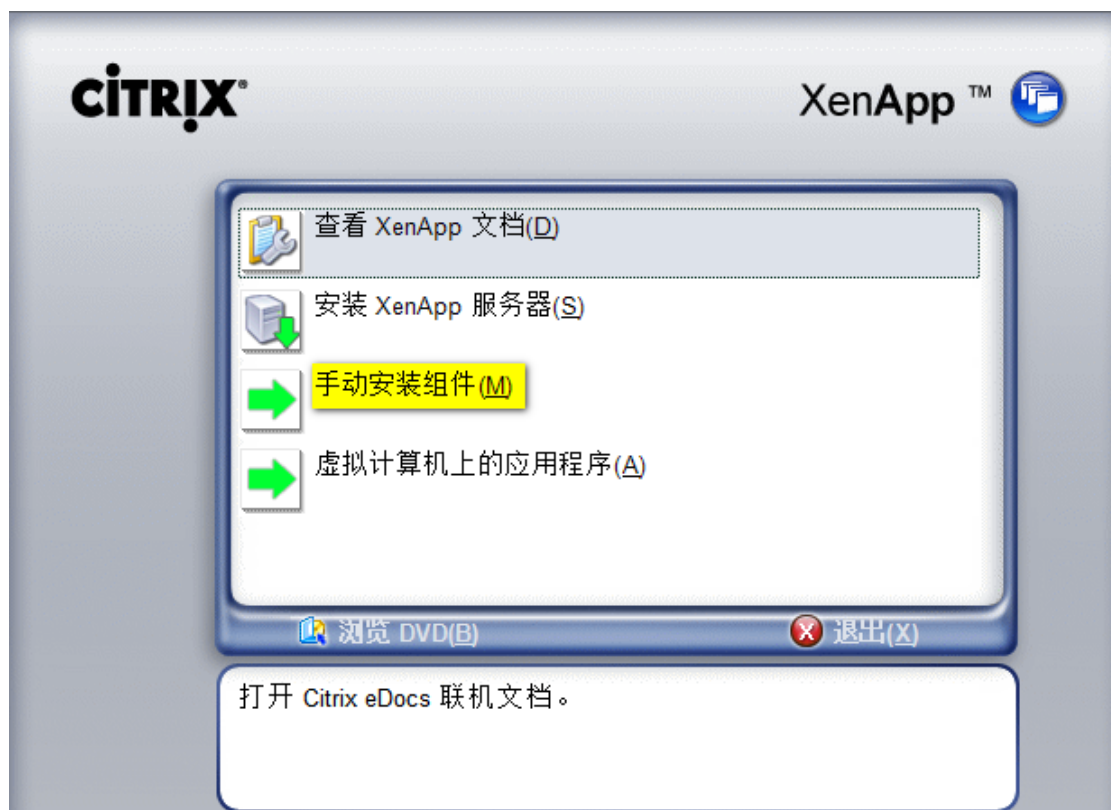 CİTRIX®
XenApp ™
查看 XenApp 文档(D)
安装 XenApp 服务器(S)
手动安装组件(M)
虚拟计算机上的应用程序(A)
浏览 DVD(B)
退出(X)
打开 Citrix eDocs 联机文档。